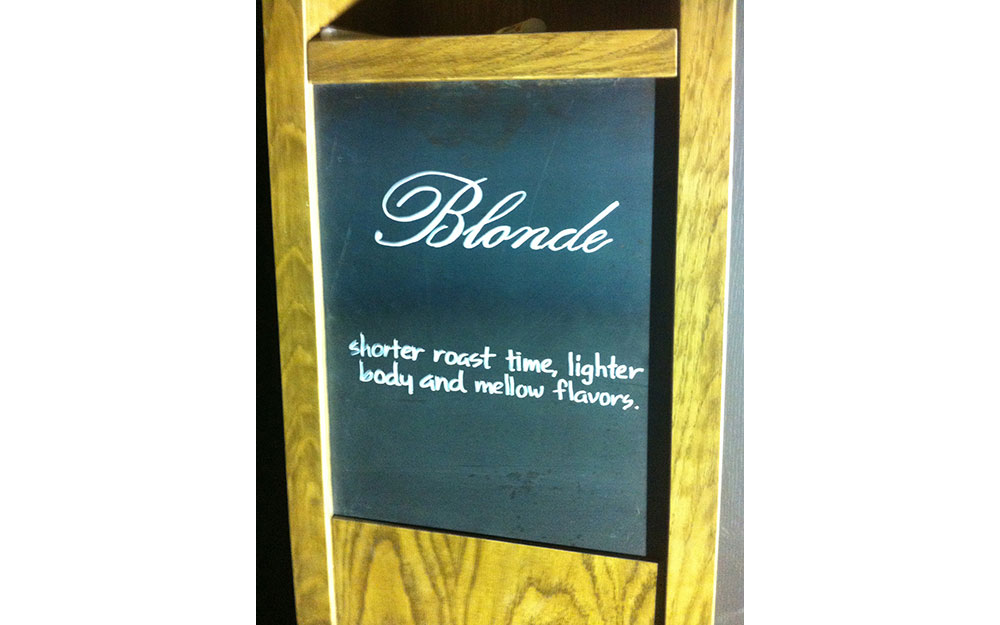 Blonde
shorter roast time, lighter
body and mellow flavors.